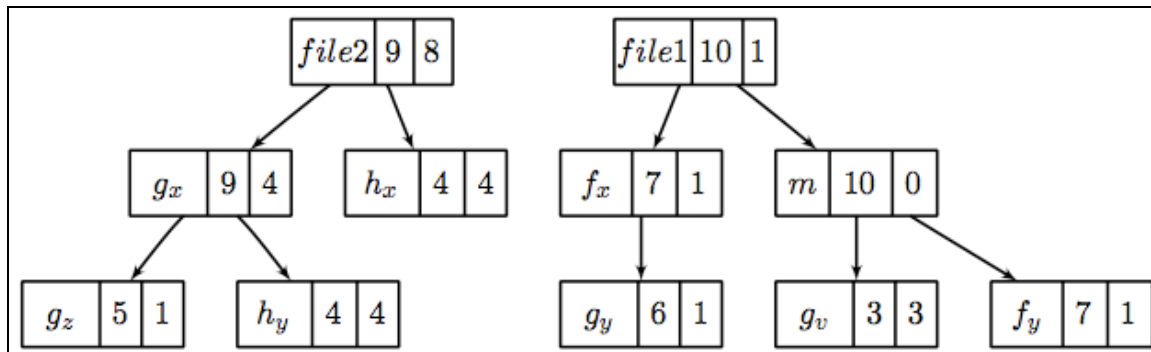 file2 9 8 file1 10 1
g_x 9 4 h_x 4 4 f_x 7 1 m 10 0
g_z 5 1 h_y 4 4 g_y 6 1 g_v 3 3 f_y 7 1